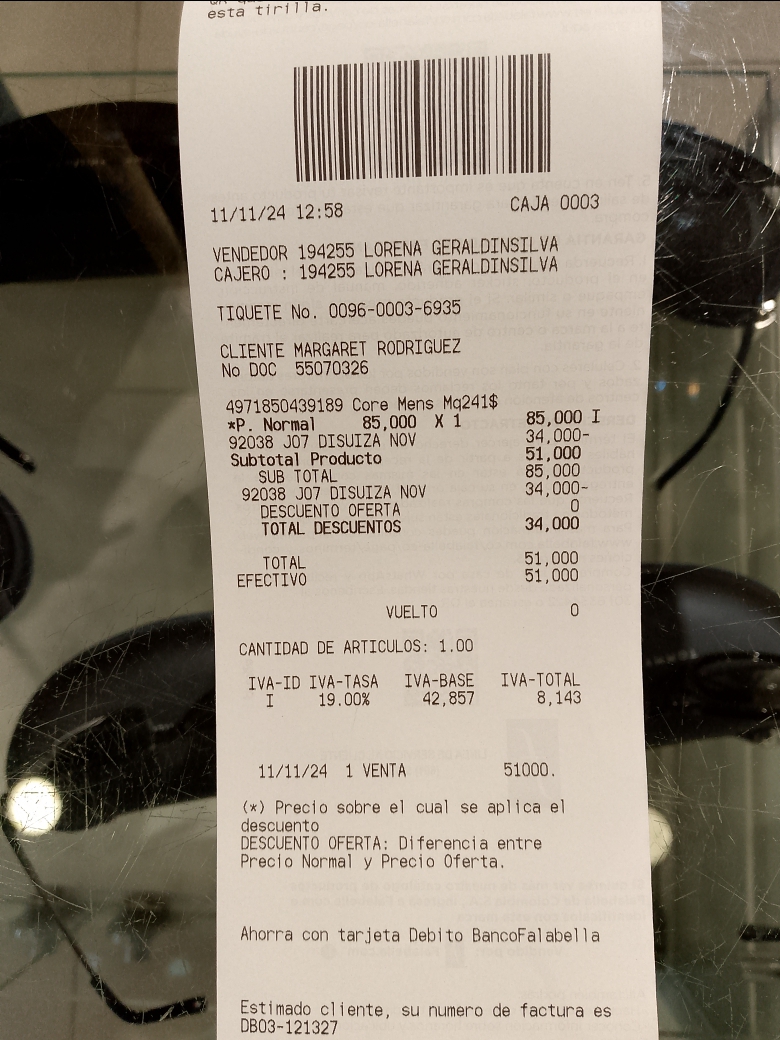 esta tirilla.
11/11/24 12:58 CAJA 0003
VENDEDOR 194255 LORENA GERALDINSILVA
CAJERO : 194255 LORENA GERALDINSILVA
TIQUETE No. 0096-0003-6935
CLIENTE MARGARET RODRIGUEZ
No DOC 55070326
4971850439189 Core Mens Mq241$
*P. Normal 85,000 X 1 85,000 I
92038 J07 DISUIZA NOV 34,000-
Subtotal Producto 51,000
SUB TOTAL 85,000
92038 J07 DISUIZA NOV 34,000-
DESCUENTO OFERTA 0
TOTAL DESCUENTOS 34,000
TOTAL 51,000
EFECTIVO 51,000
VUELTO 0
CANTIDAD DE ARTICULOS: 1.00
IVA-ID IVA-TASA IVA-BASE IVA-TOTAL
I 19.00% 42,857 8,143
11/11/24 1 VENTA 51000.
(*) Precio sobre el cual se aplica el
descuento
DESCUENTO OFERTA: Diferencia entre
Precio Normal y Precio Oferta.
Ahorra con tarjeta Debito BancoFalabella
Estimado cliente, su numero de factura es
DB03-121327